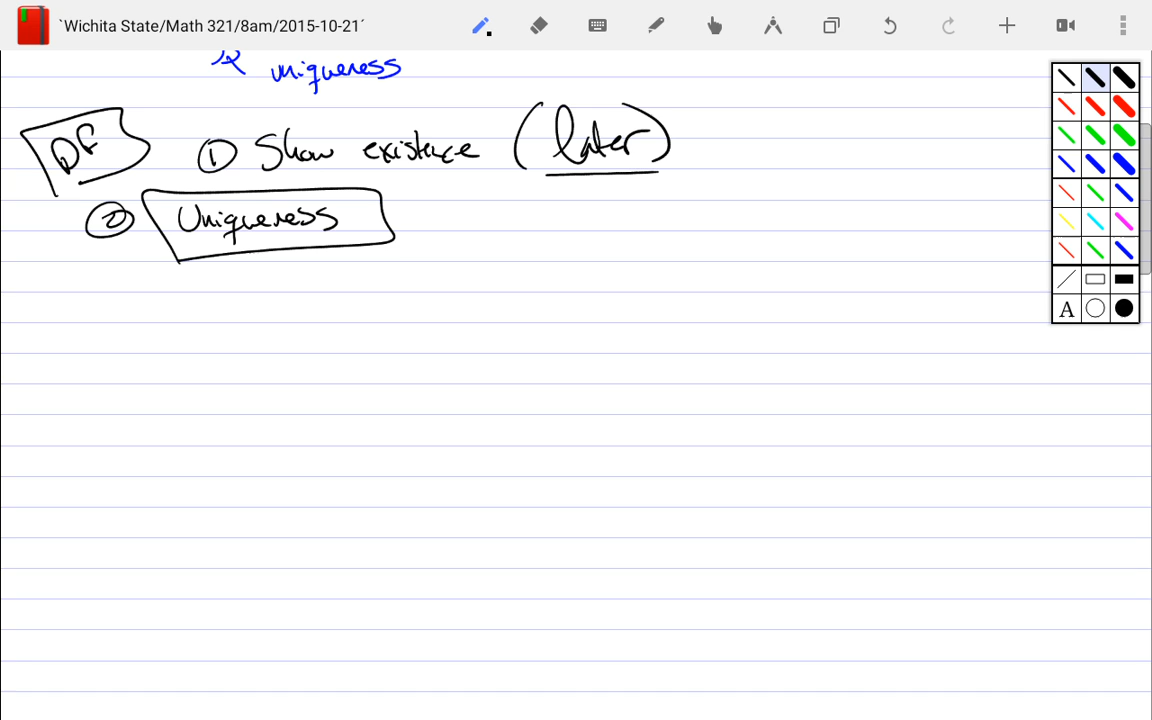 `Wichita State/Math 321/8am/2015-10-21´
uniqueness
Pf ① Show existence (later)
② Uniqueness
A